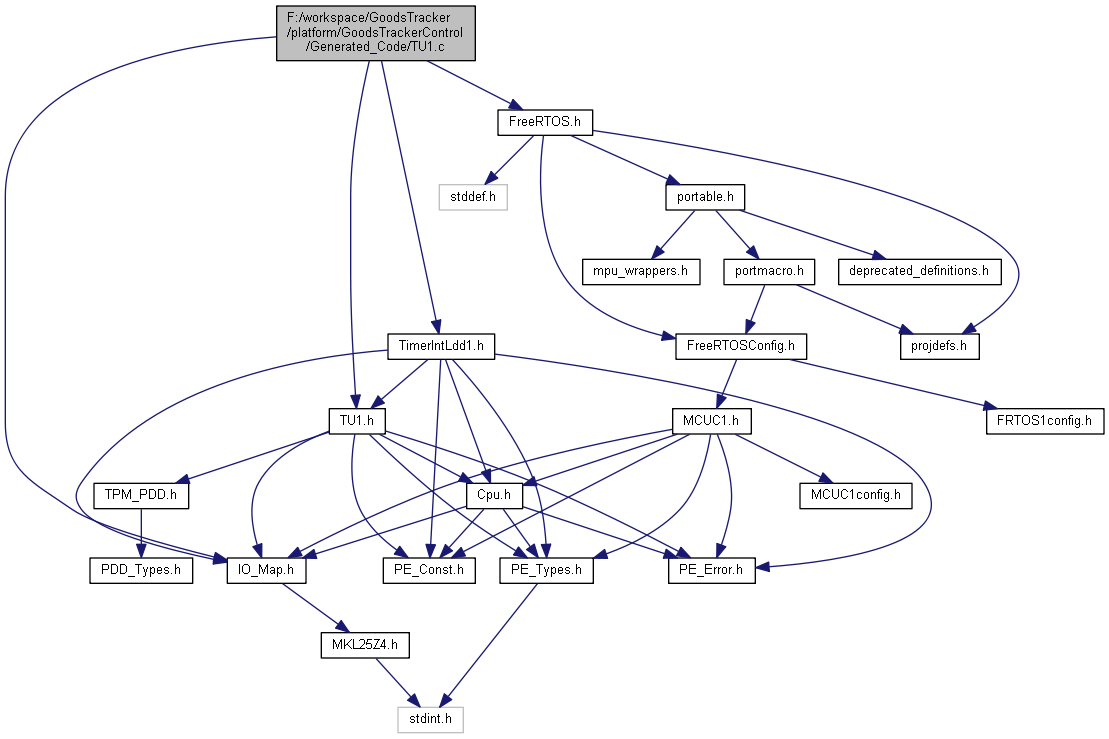 F:/workspace/GoodsTracker
/platform/GoodsTrackerControl
/Generated_Code/TU1.c
FreeRTOS.h
stddef.h
portable.h
mpu_wrappers.h
portmacro.h
deprecated_definitions.h
TimerIntLdd1.h
FreeRTOSConfig.h
projdefs.h
TU1.h
MCUC1.h
FRTOS1config.h
TPM_PDD.h
Cpu.h
MCUC1config.h
PDD_Types.h
IO_Map.h
PE_Const.h
PE_Types.h
PE_Error.h
MKL25Z4.h
stdint.h